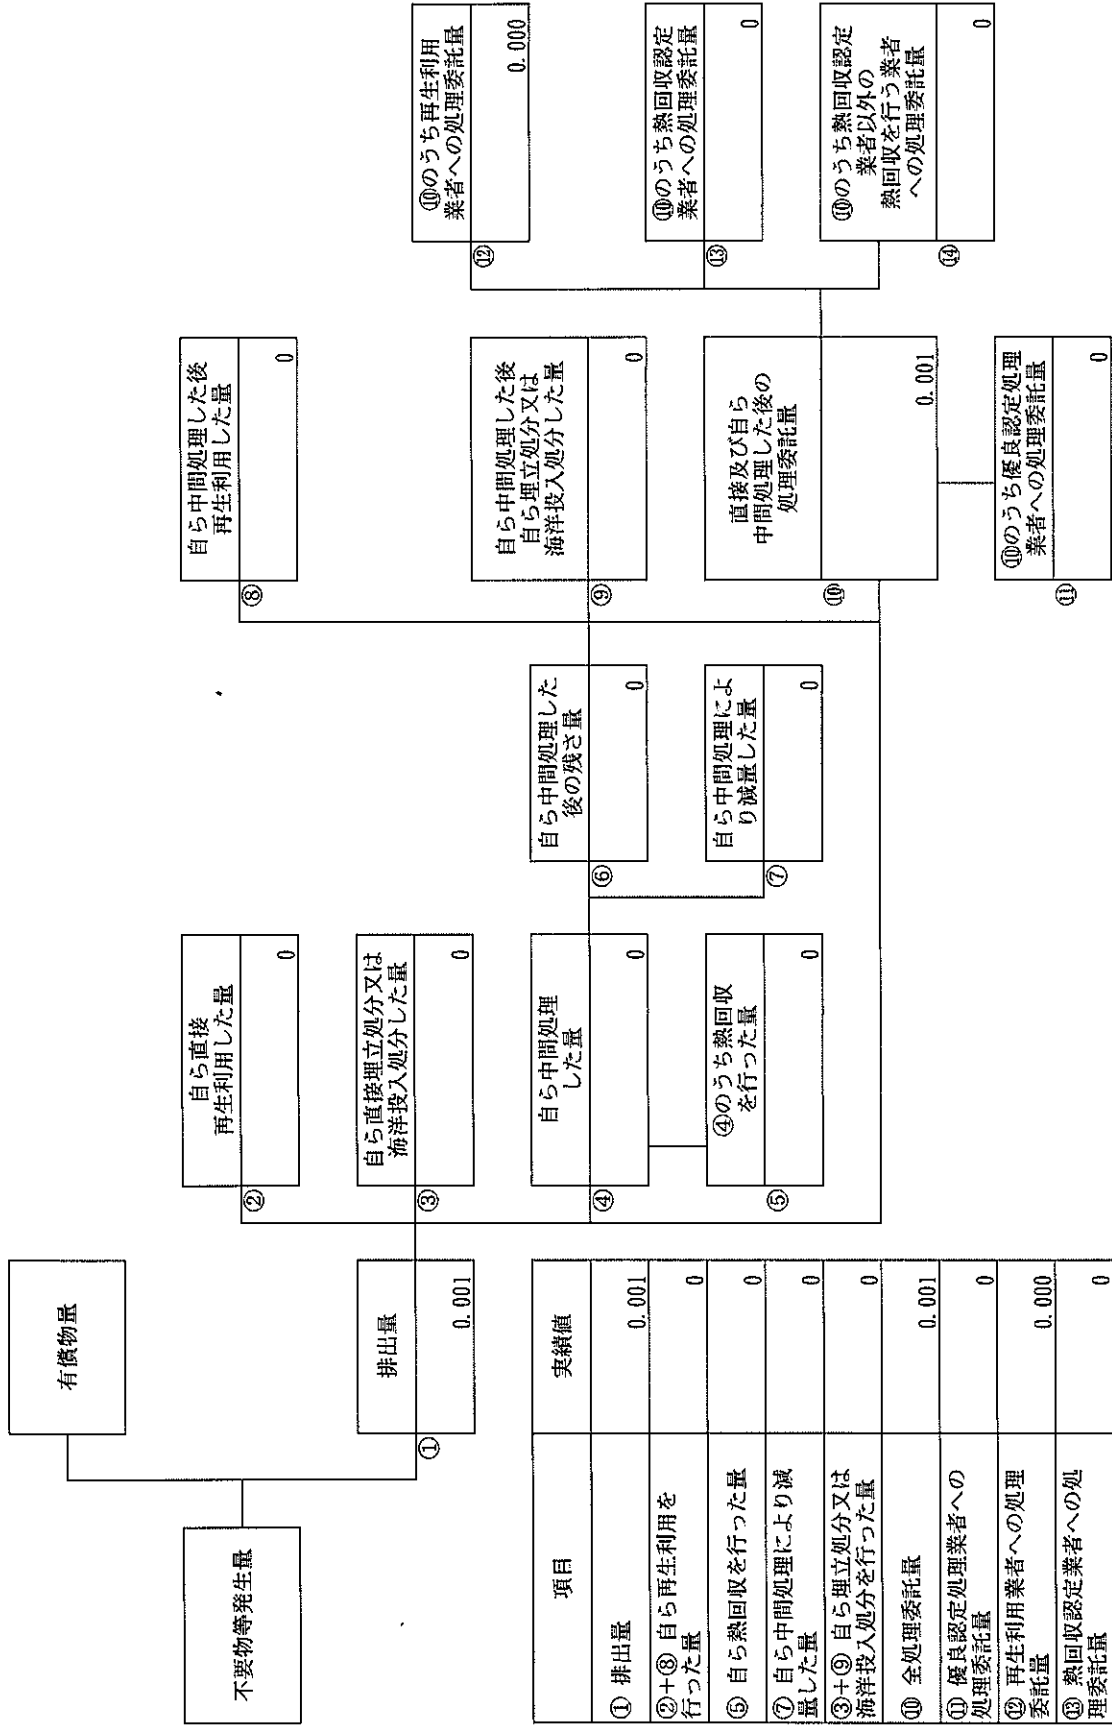 不要物等発生量
有償物量
①
排出量
0.001
②
自ら直接
再生利用した量
0
③
自ら直接埋立処分又は
海洋投入処分した量
0
④
自ら中間処理
した量
0
⑤
④のうち熱回収
を行った量
0
⑥
自ら中間処理した
後の残さ量
0
⑦
自ら中間処理によ
り減量した量
0
⑧
自ら中間処理した後
再生利用した量
0
⑨
自ら中間処理した後
自ら埋立処分又は
海洋投入処分した量
0
⑩
直接及び自ら
中間処理した後の
処理委託量
0.001
⑪
⑩のうち優良認定処理
業者への処理委託量
0
⑫
⑩のうち再生利用
業者への処理委託量
0.000
⑬
⑩のうち熱回収認定
業者への処理委託量
0
⑭
⑩のうち熱回収認定
業者以外の
熱回収を行う業者
への処理委託量
0
項目 実績値
① 排出量 0.001
②+⑧ 自ら再生利用を
行った量 0
⑤ 自ら熱回収を行った量 0
⑦ 自ら中間処理により減
量した量 0
③+⑨ 自ら埋立処分又は
海洋投入処分を行った量 0
⑩ 全処理委託量 0.001
⑪ 優良認定処理業者への
処理委託量 0
⑫ 再生利用業者への処理
委託量 0.000
⑬ 熱回収認定業者への処
理委託量 0